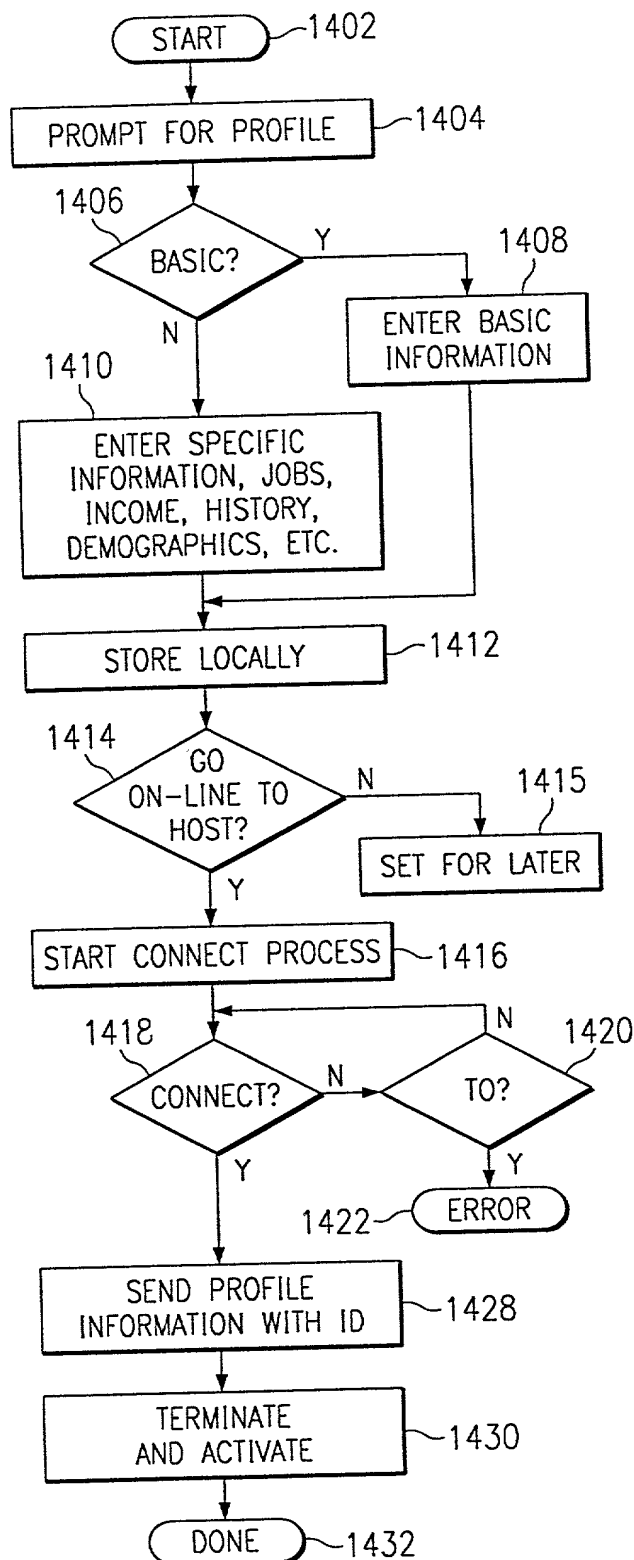 START
1402
PROMPT FOR PROFILE
1404
1406
BASIC?
Y
N
1408
ENTER BASIC
INFORMATION
1410
ENTER SPECIFIC
INFORMATION, JOBS,
INCOME, HISTORY,
DEMOGRAPHICS, ETC.
STORE LOCALLY
1412
1414
GO
ON-LINE TO
HOST?
N
Y
1415
SET FOR LATER
START CONNECT PROCESS
1416
1418
CONNECT?
N
Y
N
1420
TO?
Y
1422
ERROR
SEND PROFILE
INFORMATION WITH ID
1428
TERMINATE
AND ACTIVATE
1430
DONE
1432